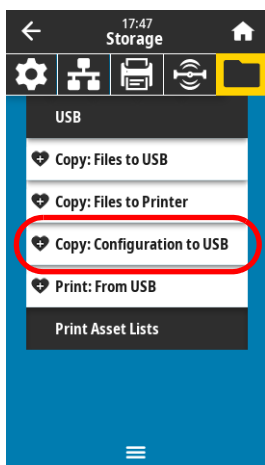 17:47
Storage
USB
Copy: Files to USB
Copy: Files to Printer
Copy: Configuration to USB
Print: From USB
Print Asset Lists